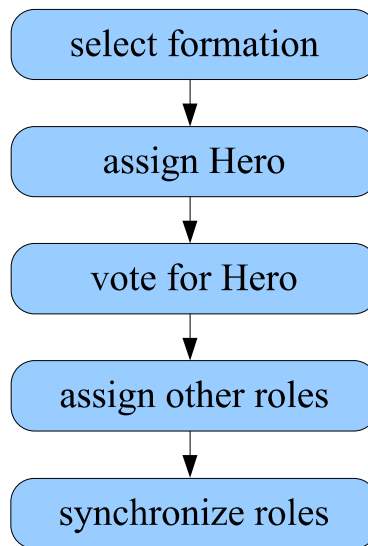 select formation
assign Hero
vote for Hero
assign other roles
synchronize roles